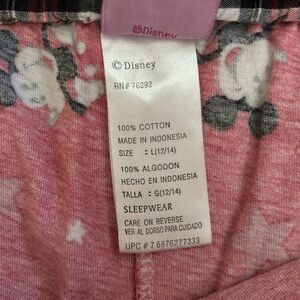 ©Disney
© Disney
RN# 76292
100% COTTON
MADE IN INDONESIA
SIZE : L(12/14)
100% ALGODON
HECHO EN INDONESIA
TALLA : G(12/14)
SLEEPWEAR
CARE ON REVERSE
VER AL DORSO PARA CUIDADO
UPC # 7 6876277333